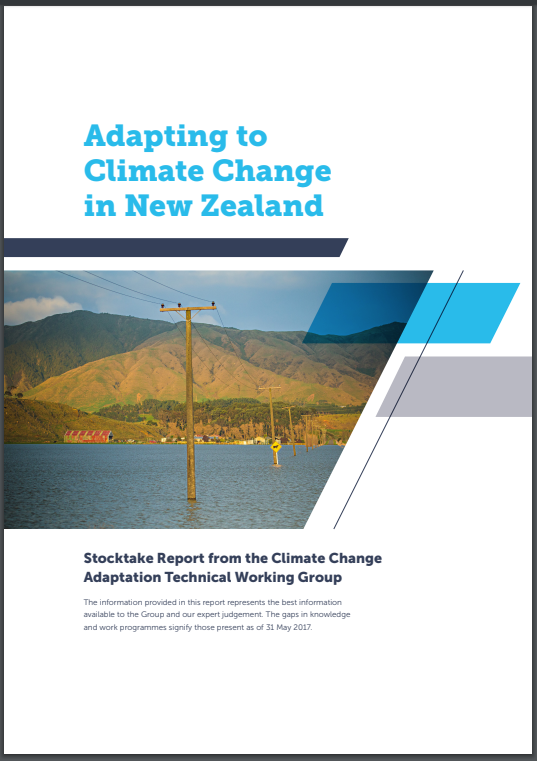 Adapting to
Climate Change
in New Zealand
Stocktake Report from the Climate Change
Adaptation Technical Working Group
The information provided in this report represents the best information
available to the Group and our expert judgement. The gaps in knowledge
and work programmes signify those present as of 31 May 2017.